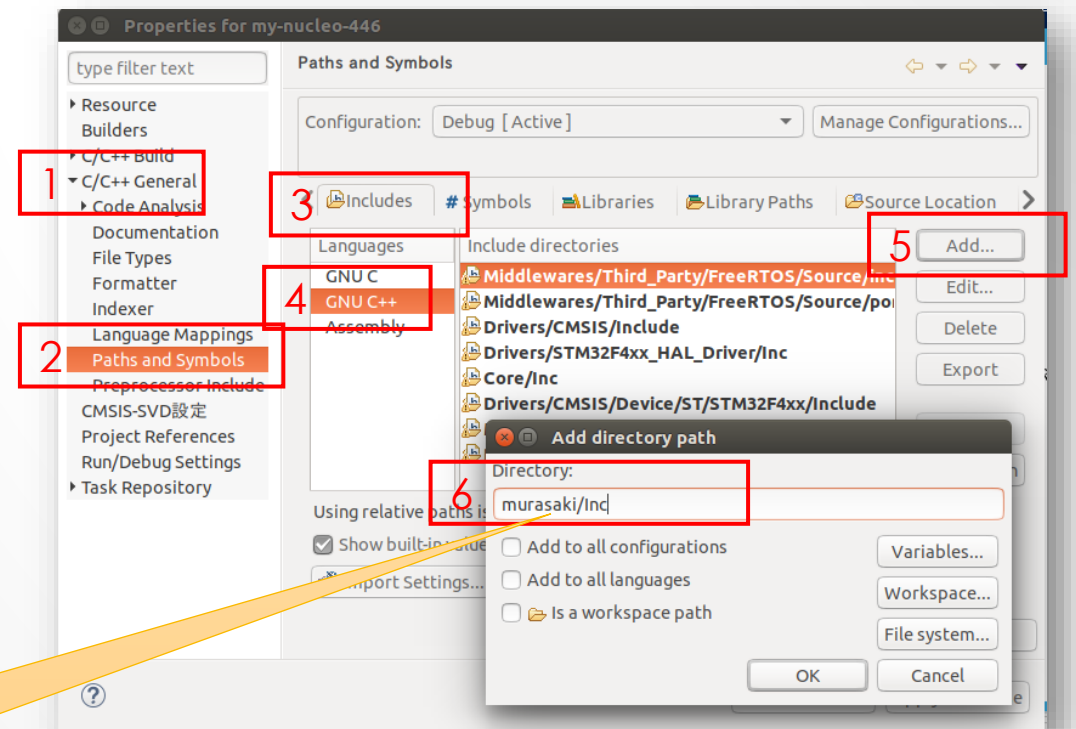 Properties for my-nucleo-446
type filter text
Resource
Builders
C/C++ Build
1
C/C++ General
Code Analysis
Documentation
File Types
Formatter
Indexer
Language Mappings
2
Paths and Symbols
Preprocessor Include
CMSIS-SVD設定
Project References
Run/Debug Settings
Task Repository
Paths and Symbols
Configuration: Debug [ Active ] Manage Configurations...
3
Includes # Symbols Libraries Library Paths Source Location
Languages
GNU C
4
GNU C++
Assembly
Include directories
Middlewares/Third_Party/FreeRTOS/Source/inc
Middlewares/Third_Party/FreeRTOS/Source/por
Drivers/CMSIS/Include
Drivers/STM32F4xx_HAL_Driver/Inc
Core/Inc
Drivers/CMSIS/Device/ST/STM32F4xx/Include
5
Add...
Edit...
Delete
Export
Using relative paths is
Show built-in value
Import Settings...
Add directory path
Directory:
6
murasaki/Inc
Add to all configurations
Add to all languages
Is a workspace path
Variables...
Workspace...
File system...
OK Cancel